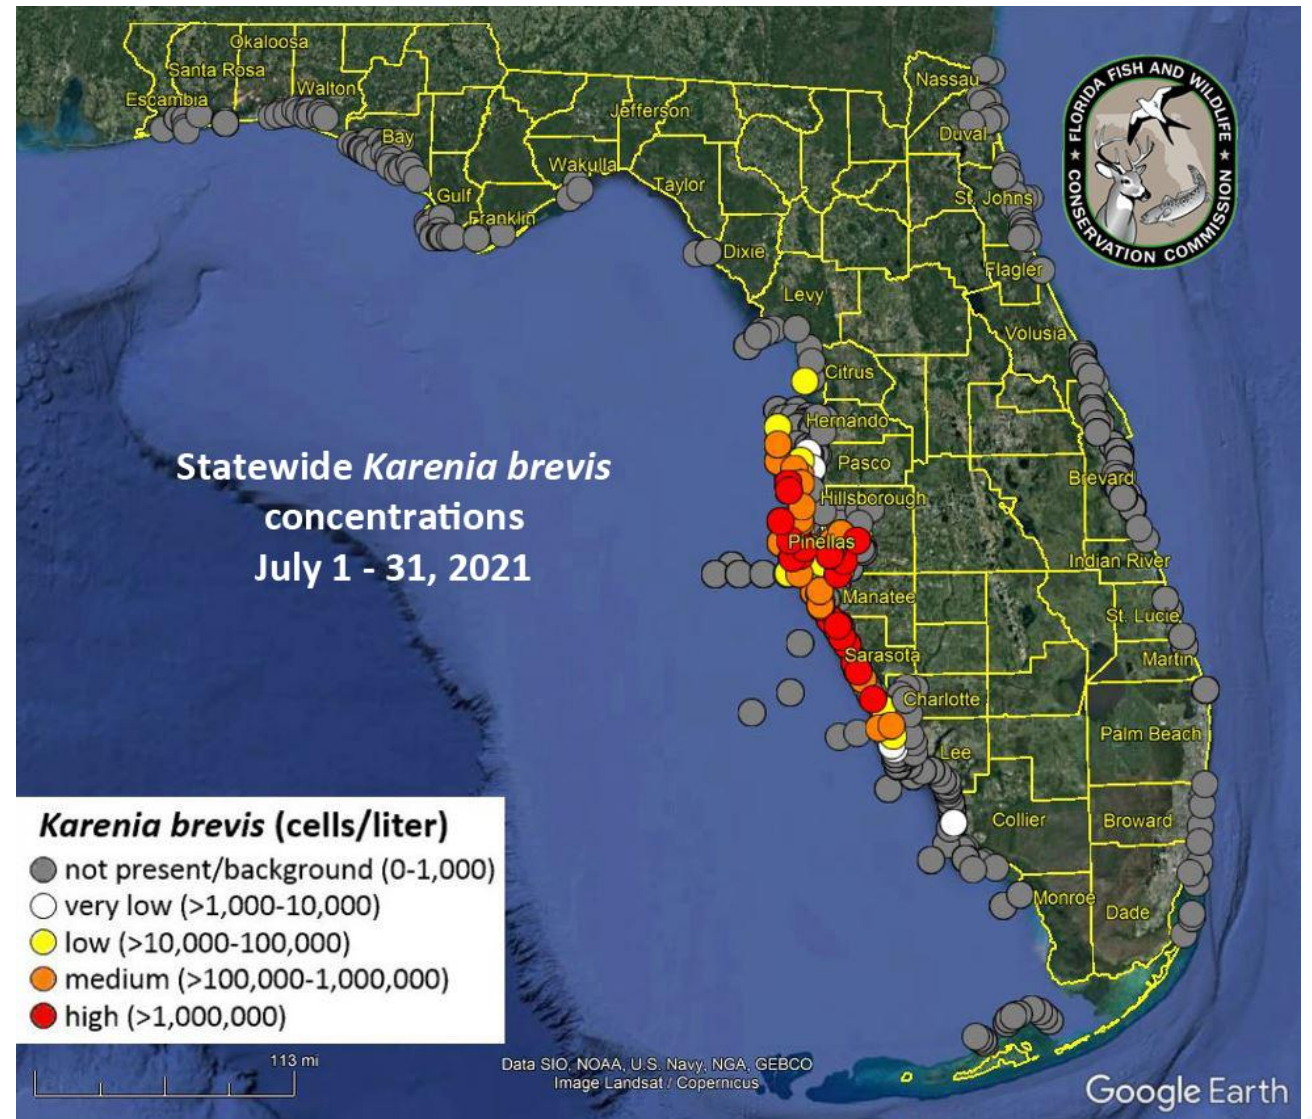 Okaloosa
Santa Rosa
Escambia
Walton
Bay
Gulf
Franklin
Wakulla
Jefferson
Taylor
Dixie
Levy
Nassau
Duval
St. Johns
Flagler
Volusia
Citrus
Hernando
Pasco
Hillsborough
Pinellas
Manatee
Sarasota
Charlotte
Lee
Collier
Monroe
Dade
Broward
Palm Beach
Martin
St. Lucie
Indian River
Brevard
FLORIDA FISH AND WILDLIFE
CONSERVATION COMMISSION
Statewide Karenia brevis
concentrations
July 1 - 31, 2021
Karenia brevis (cells/liter)
not present/background (0-1,000)
very low (>1,000-10,000)
low (>10,000-100,000)
medium (>100,000-1,000,000)
high (>1,000,000)
113 mi
Data SIO, NOAA, U.S. Navy, NGA, GEBCO
Image Landsat / Copernicus
Google Earth